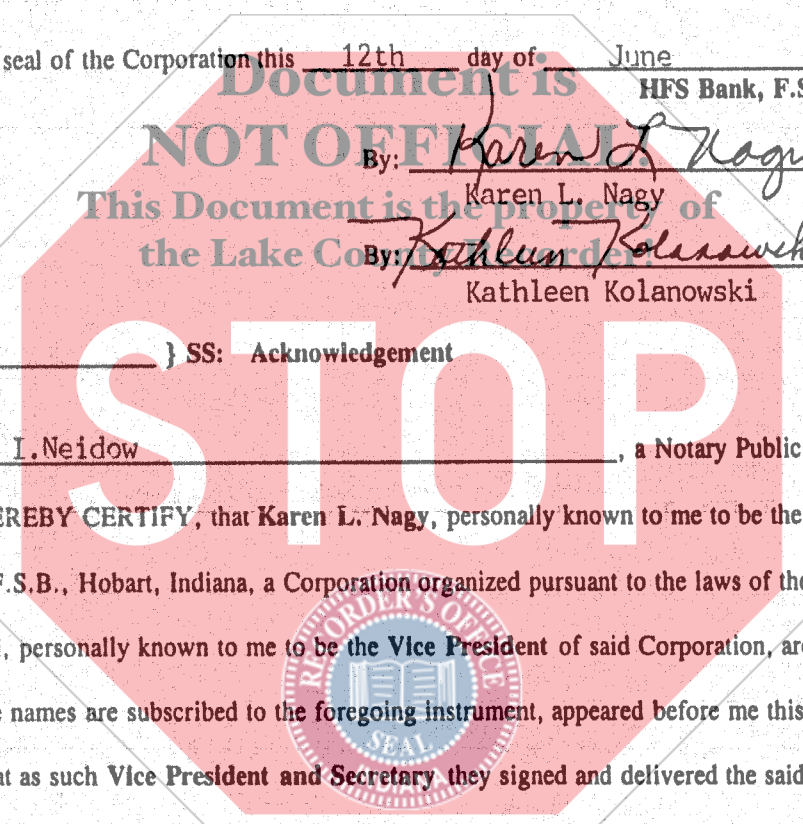 seal of the Corporation this 12th day of June
Document is
HFS Bank, F.S
NOT OFFICIAL!
By: Karen L Nagy
This Document is the property of
Karen L. Nagy
the Lake County Recorder!
By: Kathleen Kolanowsk
Kathleen Kolanowski
} SS: Acknowledgement
STOP
I.Neidow, a Notary Public
EREBY CERTIFY, that Karen L. Nagy, personally known to me to be the
F.S.B., Hobart, Indiana, a Corporation organized pursuant to the laws of the
RECORDER'S OFFICE
, personally known to me to be the Vice President of said Corporation, are
e names are subscribed to the foregoing instrument, appeared before me this
SEAL
at as such Vice President and Secretary they signed and delivered the said
INDIANA